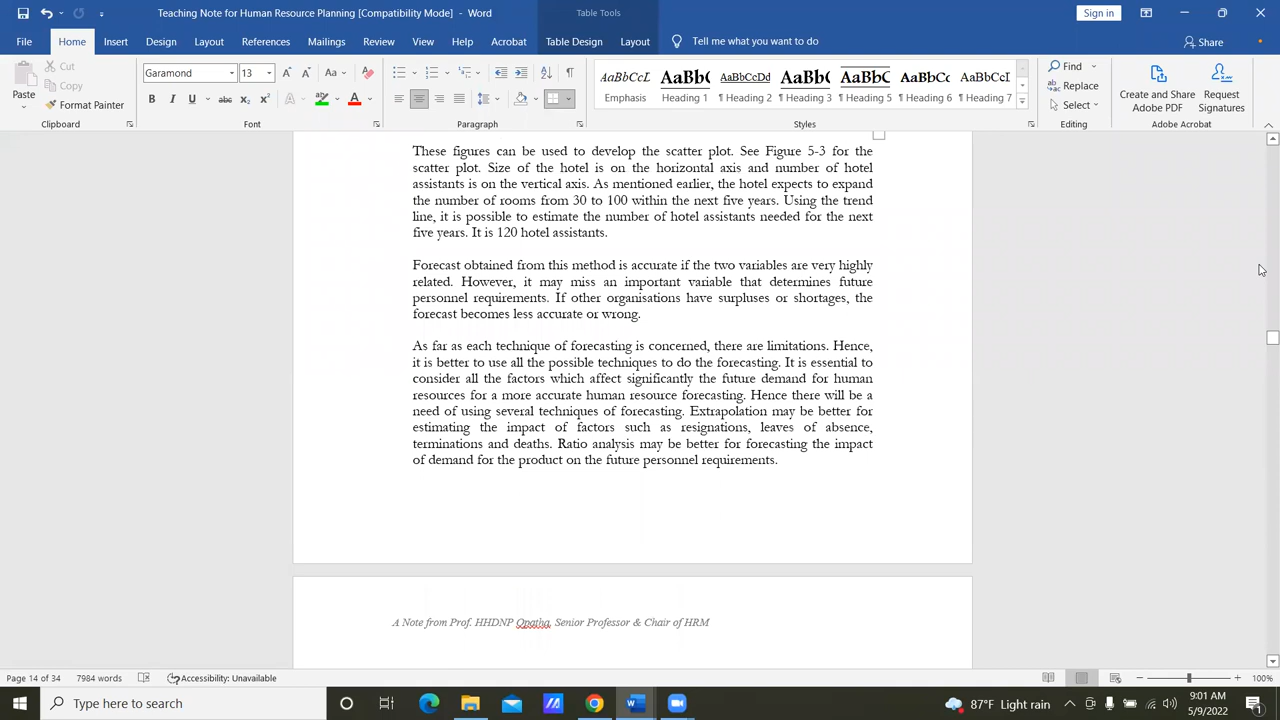 Teaching Note for Human Resource Planning [Compatibility Mode] - Word
Table Tools
Sign in
File Home Insert Design Layout References Mailings Review View Help Acrobat Table Design Layout Tell me what you want to do Share
Paste
Cut
Copy
Format Painter
Clipboard
Garamond 13
Font
Paragraph
AaBbCcL AaBb( AaBbCcDd AaBb( AaBbC AaBbCc AaBbCcI
Emphasis Heading 1 ¶ Heading 2 ¶ Heading 3 ¶ Heading 5 ¶ Heading 6 ¶ Heading 7
Styles
Find
Replace
Select
Editing
Create and Share Adobe PDF
Request Signatures
Adobe Acrobat
These figures can be used to develop the scatter plot. See Figure 5-3 for the
scatter plot. Size of the hotel is on the horizontal axis and number of hotel
assistants is on the vertical axis. As mentioned earlier, the hotel expects to expand
the number of rooms from 30 to 100 within the next five years. Using the trend
line, it is possible to estimate the number of hotel assistants needed for the next
five years. It is 120 hotel assistants.
Forecast obtained from this method is accurate if the two variables are very highly
related. However, it may miss an important variable that determines future
personnel requirements. If other organisations have surpluses or shortages, the
forecast becomes less accurate or wrong.
As far as each technique of forecasting is concerned, there are limitations. Hence,
it is better to use all the possible techniques to do the forecasting. It is essential to
consider all the factors which affect significantly the future demand for human
resources for a more accurate human resource forecasting. Hence there will be a
need of using several techniques of forecasting. Extrapolation may be better for
estimating the impact of factors such as resignations, leaves of absence,
terminations and deaths. Ratio analysis may be better for forecasting the impact
of demand for the product on the future personnel requirements.
A Note from Prof. HHDNP Opatha, Senior Professor & Chair of HRM
Page 14 of 34 7984 words Accessibility: Unavailable 100%
Type here to search
87°F Light rain
9:01 AM
5/9/2022